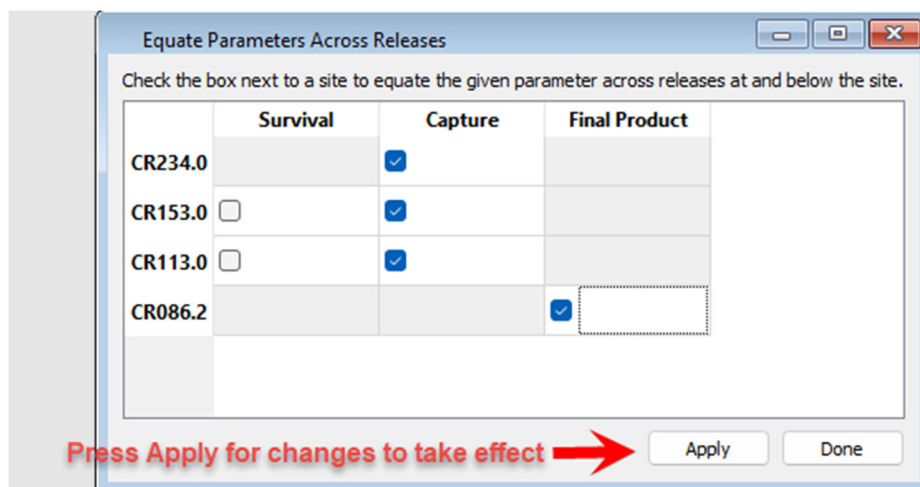 Equate Parameters Across Releases
Check the box next to a site to equate the given parameter across releases at and below the site.
Survival Capture Final Product
CR234.0
CR153.0
CR113.0
CR086.2
Press Apply for changes to take effect Apply Done